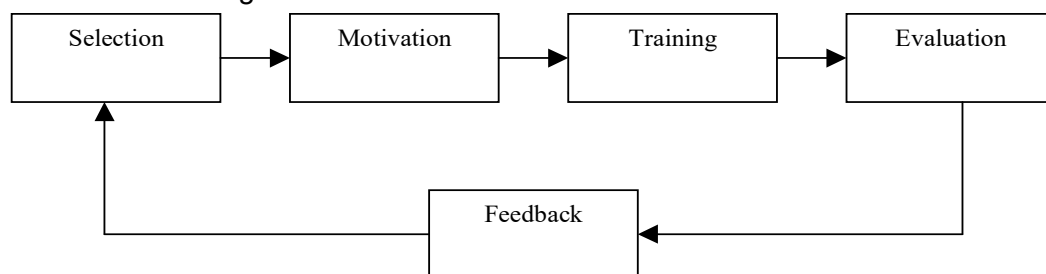 Selection
Motivation
Training
Evaluation
Feedback